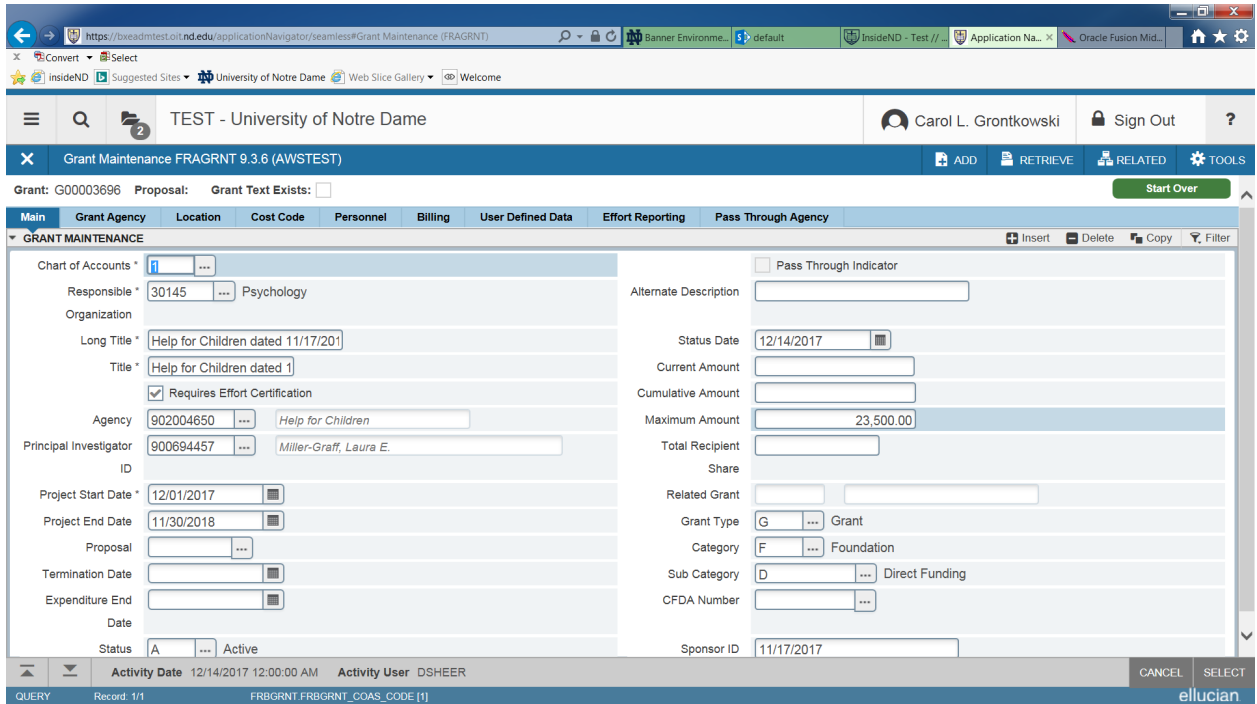 https://bxeadmtest.oit.nd.edu/applicationNavigator/seamless#Grant Maintenance (FRAGRNT)
Banner Environme...
default
InsideND - Test // ...
Application Na...
Oracle Fusion Mid...
x Convert Select
insideND Suggested Sites University of Notre Dame Web Slice Gallery Welcome
2 TEST - University of Notre Dame Carol L. Grontkowski Sign Out ?
Grant Maintenance FRAGRNT 9.3.6 (AWSTEST) ADD RETRIEVE RELATED TOOLS
Grant: G00003696 Proposal: Grant Text Exists: Start Over
Main Grant Agency Location Cost Code Personnel Billing User Defined Data Effort Reporting Pass Through Agency
GRANT MAINTENANCE Insert Delete Copy Filter
Chart of Accounts * 1 ... Pass Through Indicator
Responsible * 30145 ... Psychology Alternate Description
Organization
Long Title * Help for Children dated 11/17/201 Status Date 12/14/2017
Title * Help for Children dated 1 Current Amount
Requires Effort Certification Cumulative Amount
Agency 902004650 ... Help for Children Maximum Amount 23,500.00
Principal Investigator 900694457 ... Miller-Graff, Laura E. Total Recipient
ID Share
Project Start Date * 12/01/2017 Related Grant
Project End Date 11/30/2018 Grant Type G ... Grant
Proposal ... Category F ... Foundation
Termination Date Sub Category D ... Direct Funding
Expenditure End CFDA Number ...
Date
Status A ... Active Sponsor ID 11/17/2017
Activity Date 12/14/2017 12:00:00 AM Activity User DSHEER CANCEL SELECT
QUERY Record: 1/1 FRBGRNT.FRBGRNT_COAS_CODE [1] ellucian